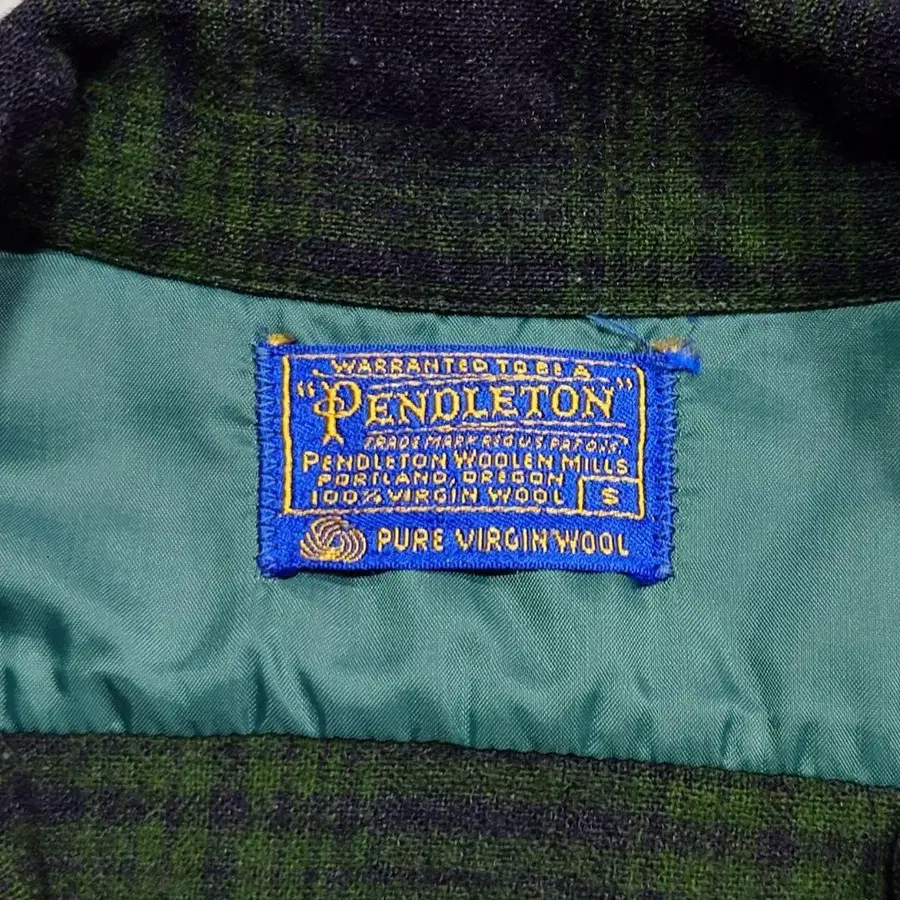 WARRANTED TO BE A
"PENDLETON"
TRADE MARK REG U.S. PAT. OFF.
PENDLETON WOOLEN MILLS
PORTLAND, OREGON
100% VIRGIN WOOL S
PURE VIRGIN WOOL